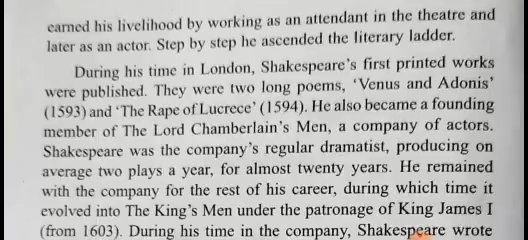 earned his livelihood by working as an attendant in the theatre and
later as an actor. Step by step he ascended the literary ladder.
During his time in London, Shakespeare's first printed works
were published. They were two long poems, 'Venus and Adonis'
(1593) and 'The Rape of Lucrece' (1594). He also became a founding
member of The Lord Chamberlain's Men, a company of actors.
Shakespeare was the company's regular dramatist, producing on
average two plays a year, for almost twenty years. He remained
with the company for the rest of his career, during which time it
evolved into The King's Men under the patronage of King James I
(from 1603). During his time in the company, Shakespeare wrote